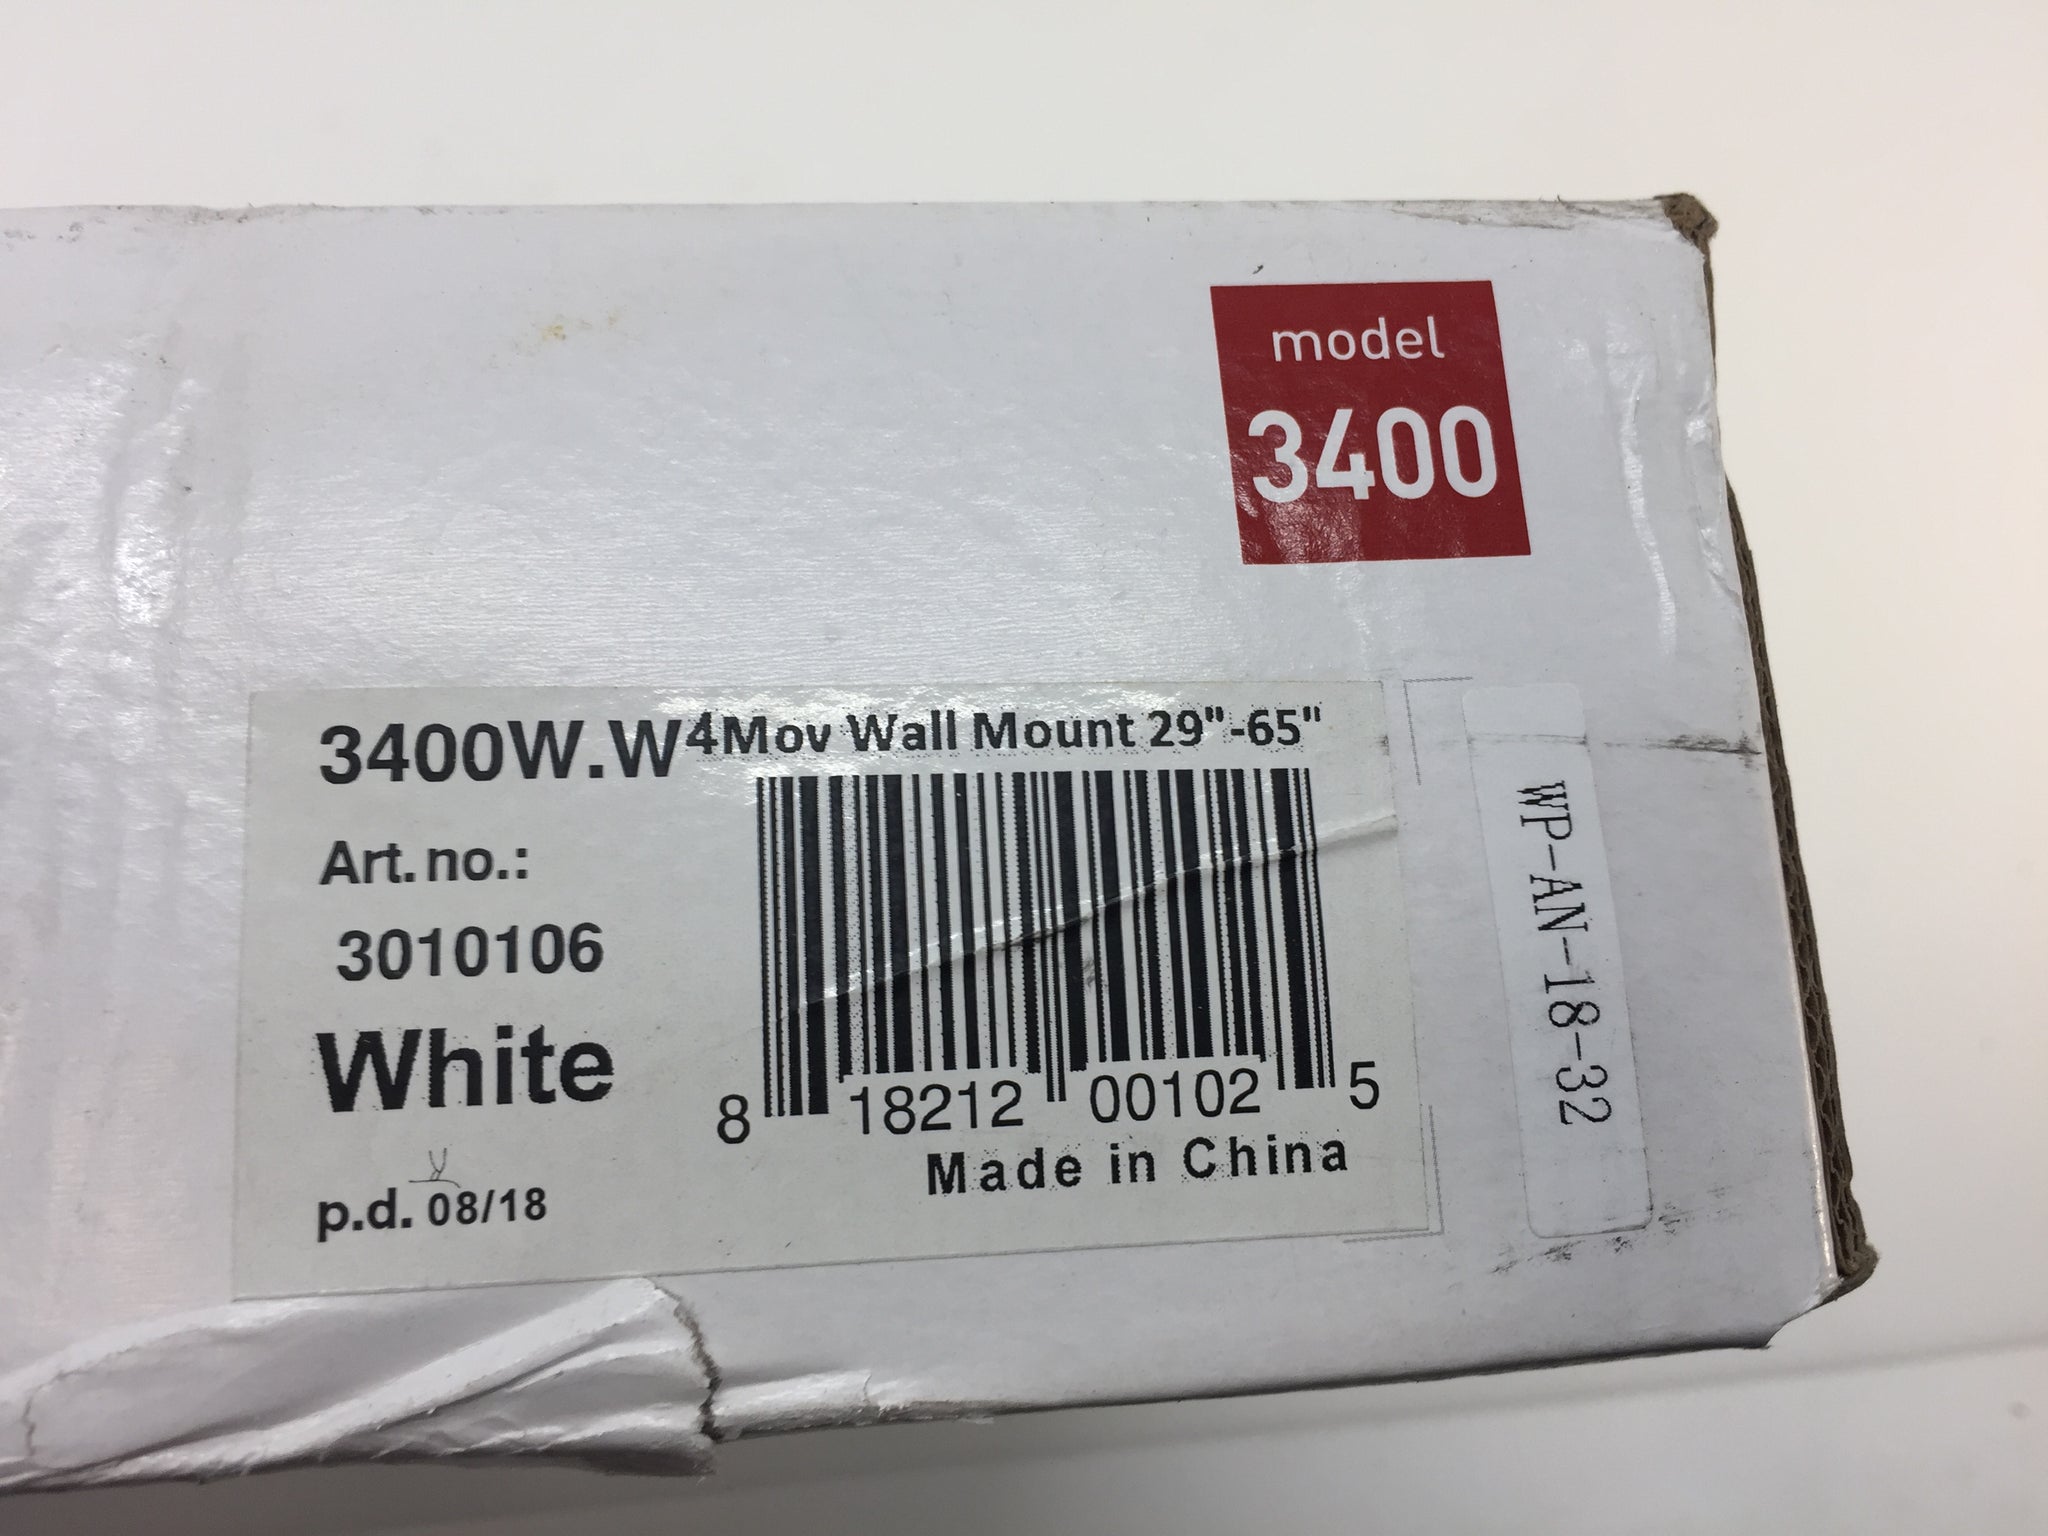 model
3400
3400W.W 4Mov Wall Mount 29"-65"
Art. no.:
3010106
White
p.d. 08/18
8 18212 00102 5
Made in China
WP-AN-18-32